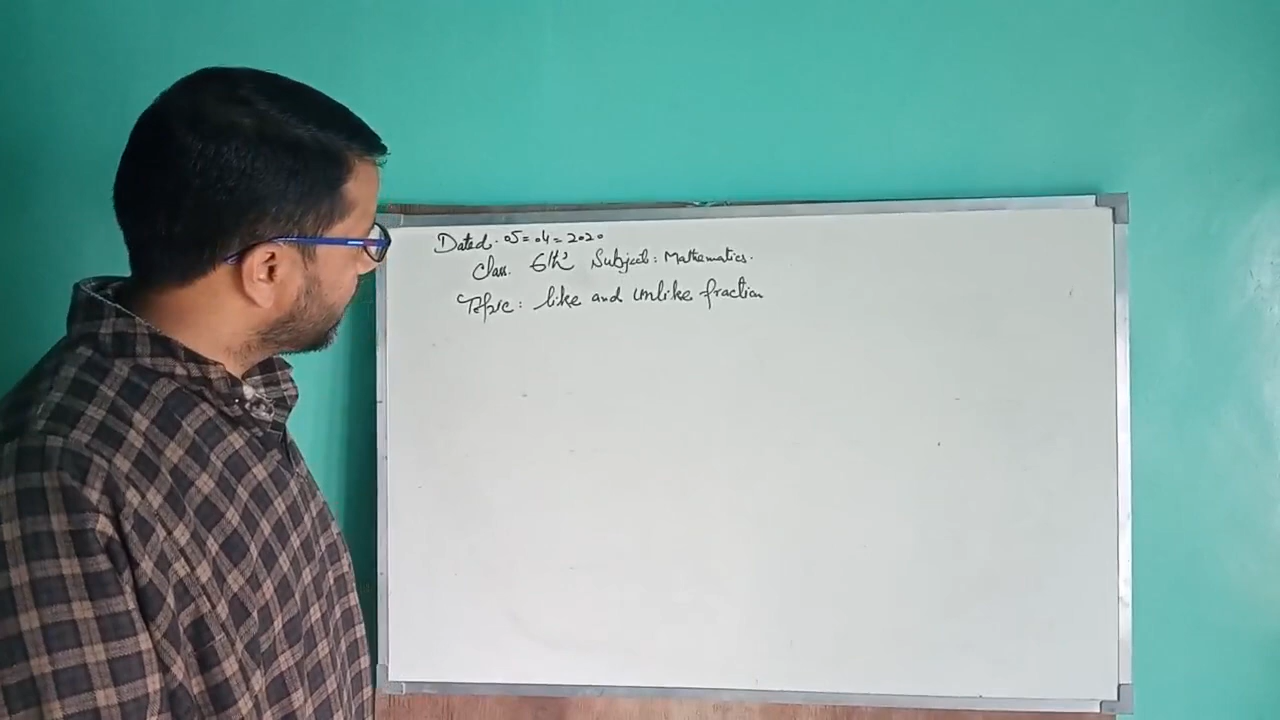 Dated. 05=04=2020
Class. 6th Subject: Mathematics.
Topic: like and unlike fraction